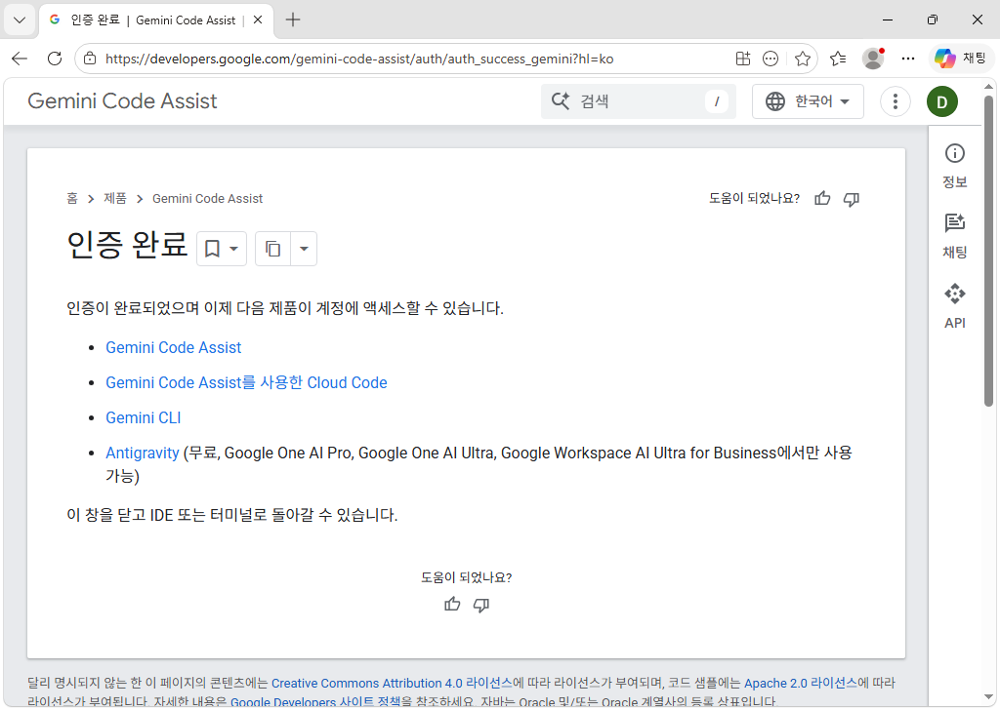 인증 완료 | Gemini Code Assist |
https://developers.google.com/gemini-code-assist/auth/auth_success_gemini?hl=ko
채팅
Gemini Code Assist
검색
/
한국어
D
정보
채팅
API
홈 > 제품 > Gemini Code Assist
도움이 되었나요?
인증 완료
인증이 완료되었으며 이제 다음 제품이 계정에 액세스할 수 있습니다.
• Gemini Code Assist
• Gemini Code Assist를 사용한 Cloud Code
• Gemini CLI
• Antigravity (무료, Google One AI Pro, Google One AI Ultra, Google Workspace AI Ultra for Business에서만 사용
가능)
이 창을 닫고 IDE 또는 터미널로 돌아갈 수 있습니다.
도움이 되었나요?
달리 명시되지 않는 한 이 페이지의 콘텐츠에는 Creative Commons Attribution 4.0 라이선스에 따라 라이선스가 부여되며, 코드 샘플에는 Apache 2.0 라이선스에 따라
라이선스가 부여됩니다. 자세한 내용은 Google Developers 사이트 정책을 참조하세요. 자바는 Oracle 및/또는 Oracle 계열사의 등록 상표입니다.